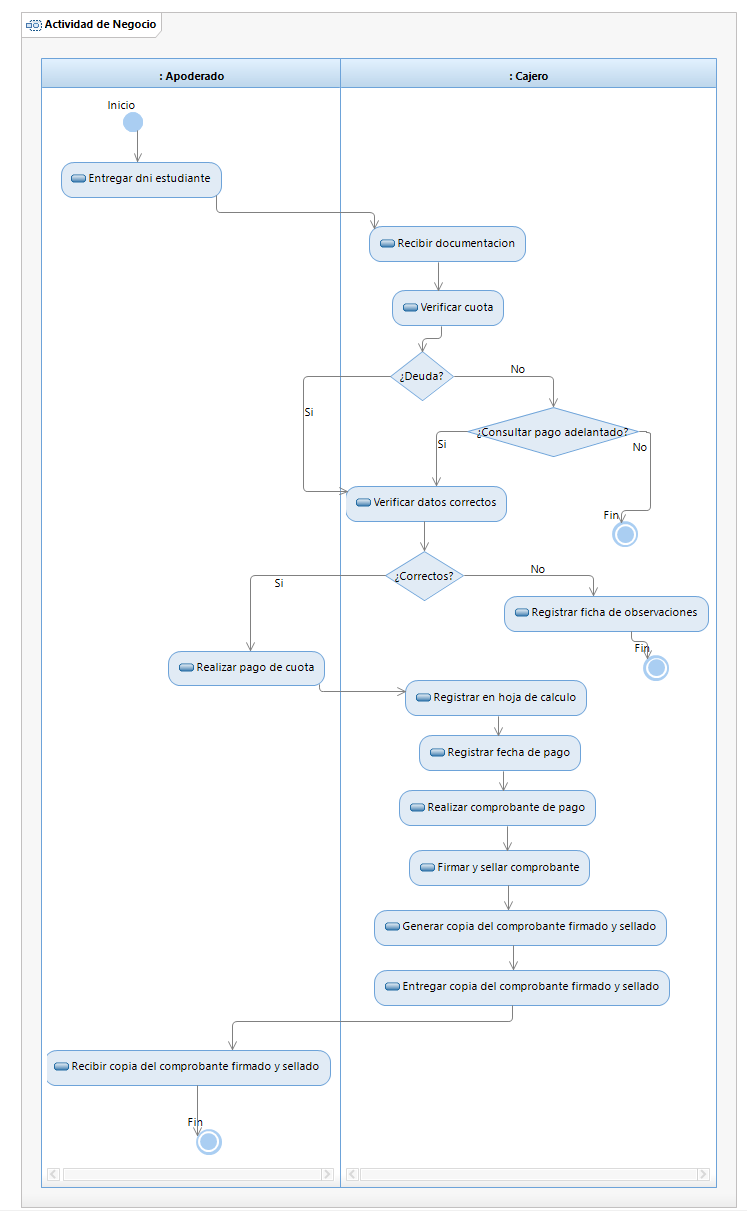 Actividad de Negocio
: Apoderado
: Cajero
Inicio
Entregar dni estudiante
Recibir documentacion
Verificar cuota
¿Deuda?
No
Si
¿Consultar pago adelantado?
Si
No
Verificar datos correctos
Fin
¿Correctos?
No
Si
Registrar ficha de observaciones
Fin
Realizar pago de cuota
Registrar en hoja de calculo
Registrar fecha de pago
Realizar comprobante de pago
Firmar y sellar comprobante
Generar copia del comprobante firmado y sellado
Entregar copia del comprobante firmado y sellado
Recibir copia del comprobante firmado y sellado
Fin